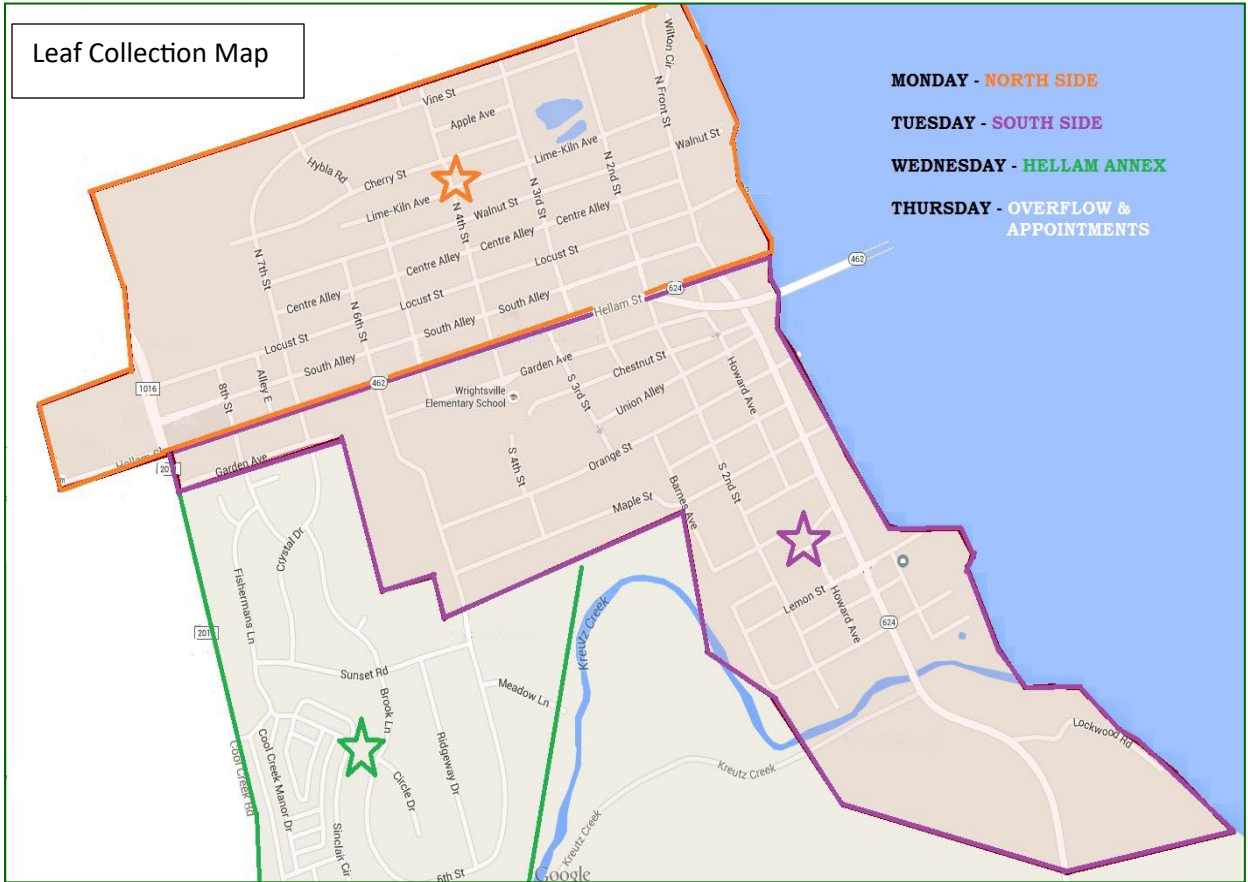 Leaf Collection Map
MONDAY - NORTH SIDE
TUESDAY - SOUTH SIDE
WEDNESDAY - HELLAM ANNEX
THURSDAY - OVERFLOW &
APPOINTMENTS
Wilton Cir
N Front St
Vine St
Apple Ave
Walnut St
Hybla Rd
Cherry St
Lime-Kiln Ave
N 2nd St
Lime-Kiln Ave
N 3rd St
Walnut St
N 4th St
Centre Alley
Centre Alley
Centre Alley
N 7th St
Locust St
462
Centre Alley
Locust St
South Alley
624
Hellam St
N 6th St
South Alley
Locust St
South Alley
Garden Ave
Chestnut St
Howard Ave
1016
8th St
Alley E
462
Wrightsville
Elementary School
S 3rd St
Union Alley
Hellam St
Garden Ave
S 4th St
Orange St
S 2nd St
Barnes Ave
Maple St
Crystal Dr
Fishermans Ln
Lemon St
Howard Ave
624
Kreutz Creek
Sunset Rd
Brook Ln
Meadow Ln
Ridgeway Dr
Lockwood Rd
Cool Creek Rd
Cool Creek Manor Dr
Circle Dr
Kreutz Creek
Sinclair Cir
Kreutz Creek
6th St
Google